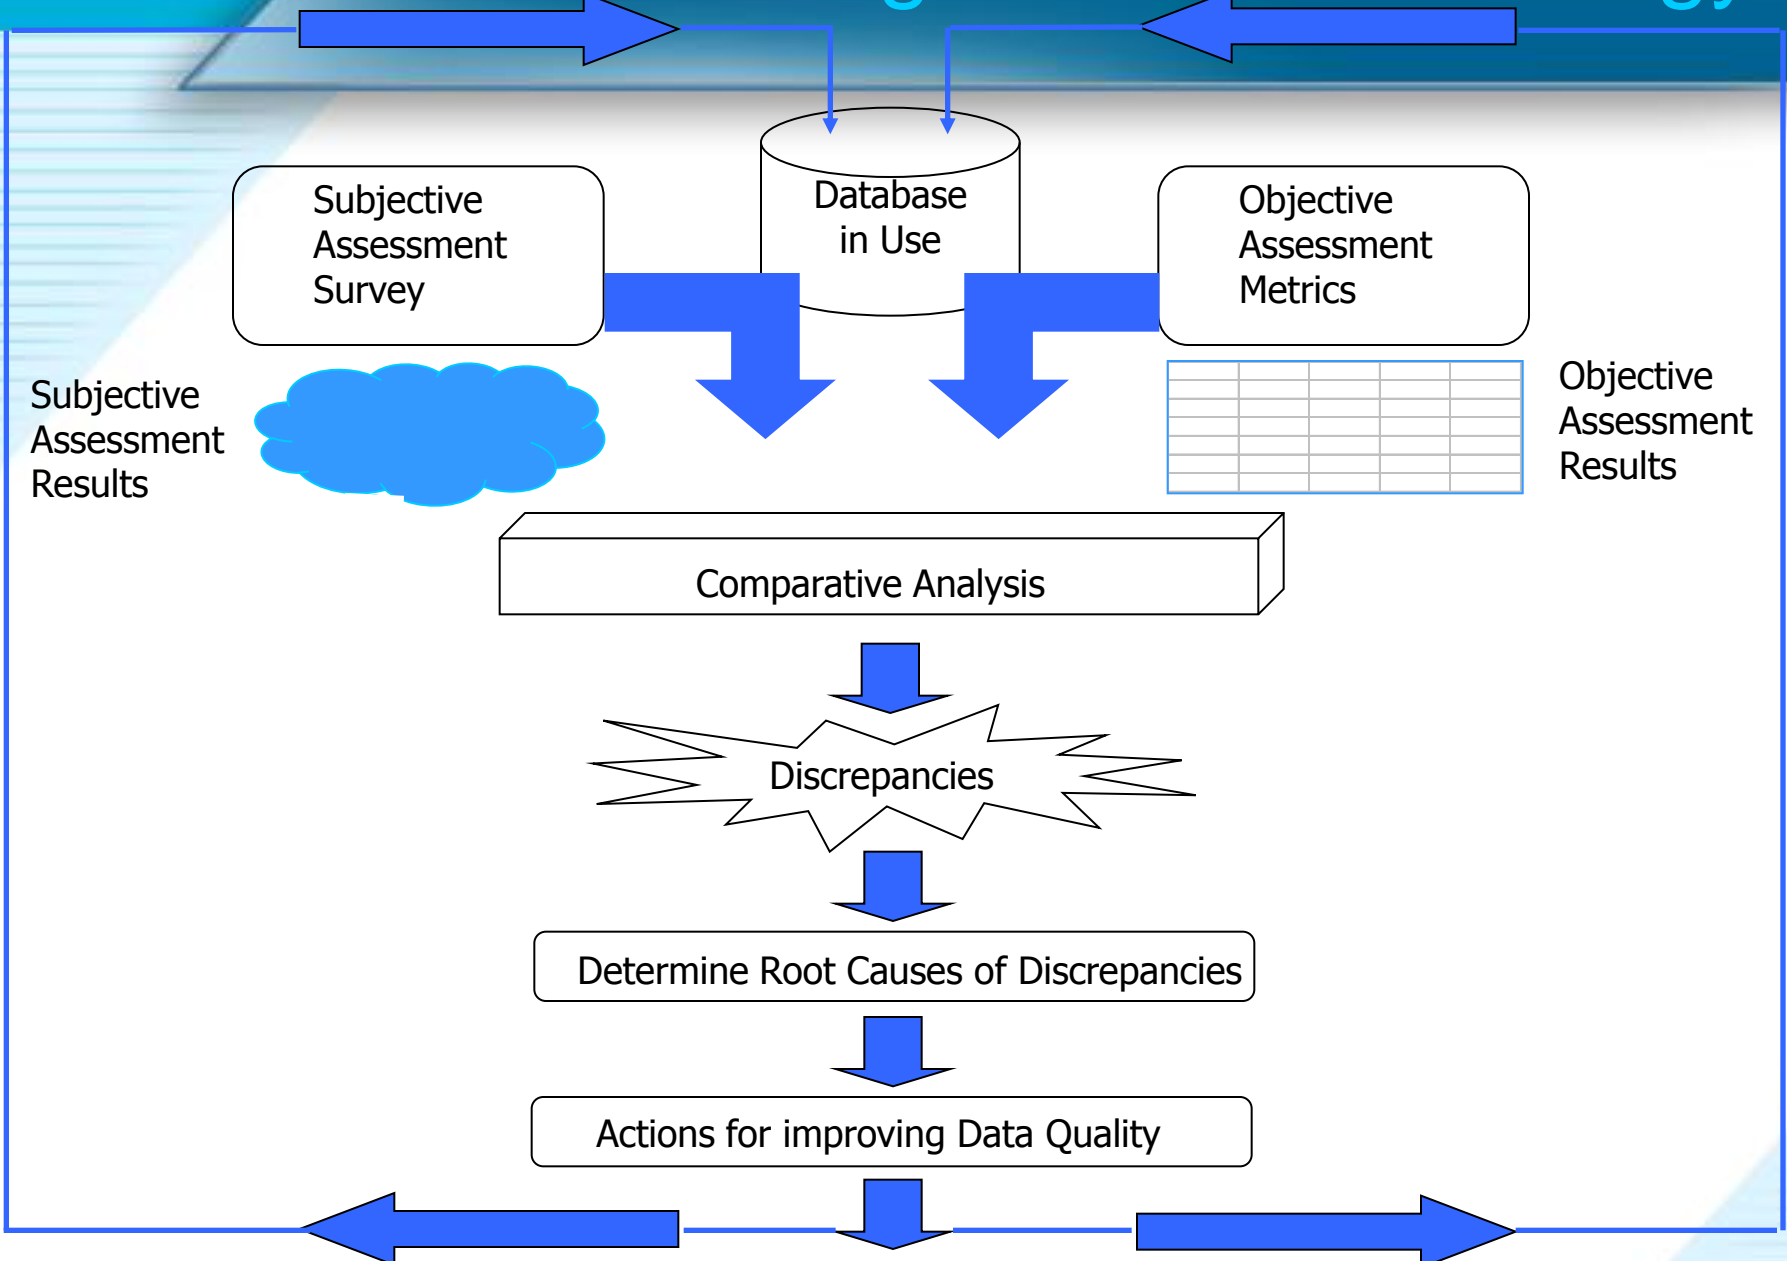 Database
in Use
Subjective
Assessment
Survey
Objective
Assessment
Metrics
Subjective
Assessment
Results
Objective
Assessment
Results
Comparative Analysis
Discrepancies
Determine Root Causes of Discrepancies
Actions for improving Data Quality